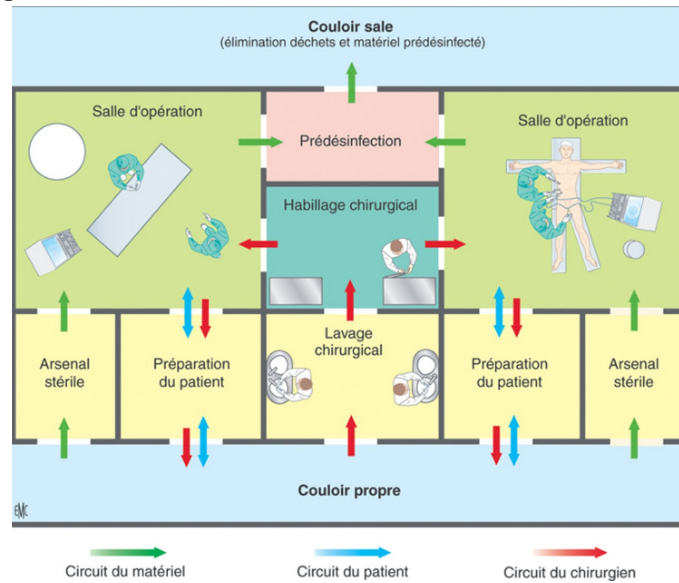 Couloir sale
(élimination déchets et matériel prédésinfecté)
Salle d'opération
Prédésinfection
Salle d'opération
Habillage chirurgical
Arsenal
stérile
Préparation
du patient
Lavage
chirurgical
Préparation
du patient
Arsenal
stérile
Couloir propre
EMC
Circuit du matériel
Circuit du patient
Circuit du chirurgien